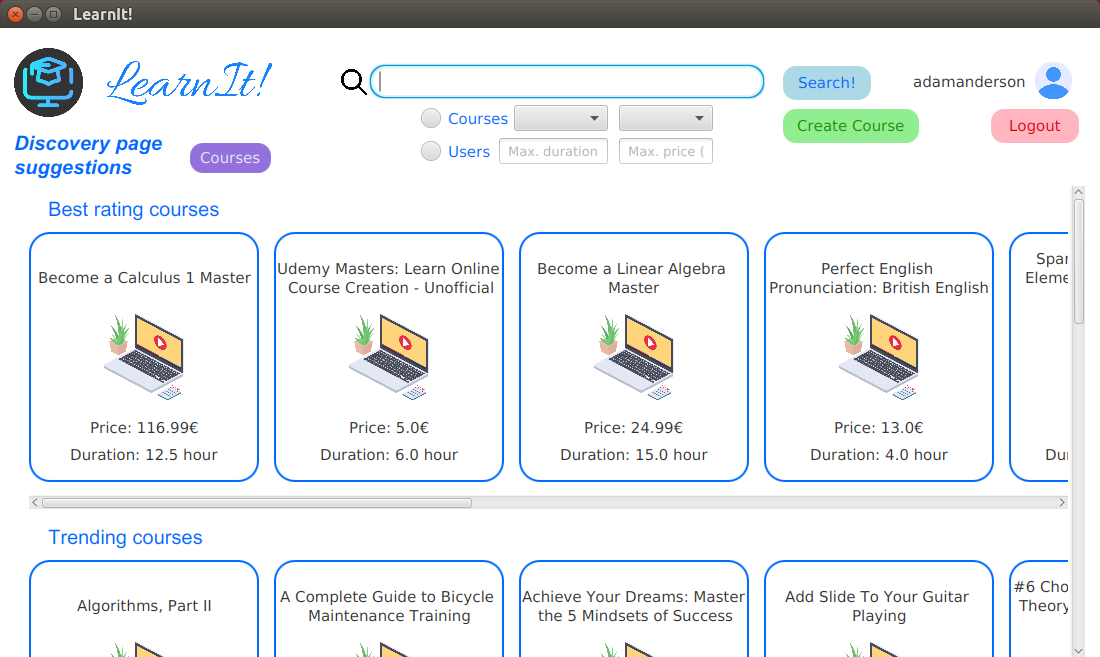 LearnIt!
LearnIt!
Search!
adamanderson
Courses
Create Course
Logout
Users
Max. duration
Max. price (
Discovery page
suggestions
Courses
Best rating courses
Become a Calculus 1 Master
Price: 116.99€
Duration: 12.5 hour
Udemy Masters: Learn Online
Course Creation - Unofficial
Price: 5.0€
Duration: 6.0 hour
Become a Linear Algebra
Master
Price: 24.99€
Duration: 15.0 hour
Perfect English
Pronunciation: British English
Price: 13.0€
Duration: 4.0 hour
Trending courses
Algorithms, Part II
A Complete Guide to Bicycle
Maintenance Training
Achieve Your Dreams: Master
the 5 Mindsets of Success
Add Slide To Your Guitar
Playing
#6 Cho
Theory